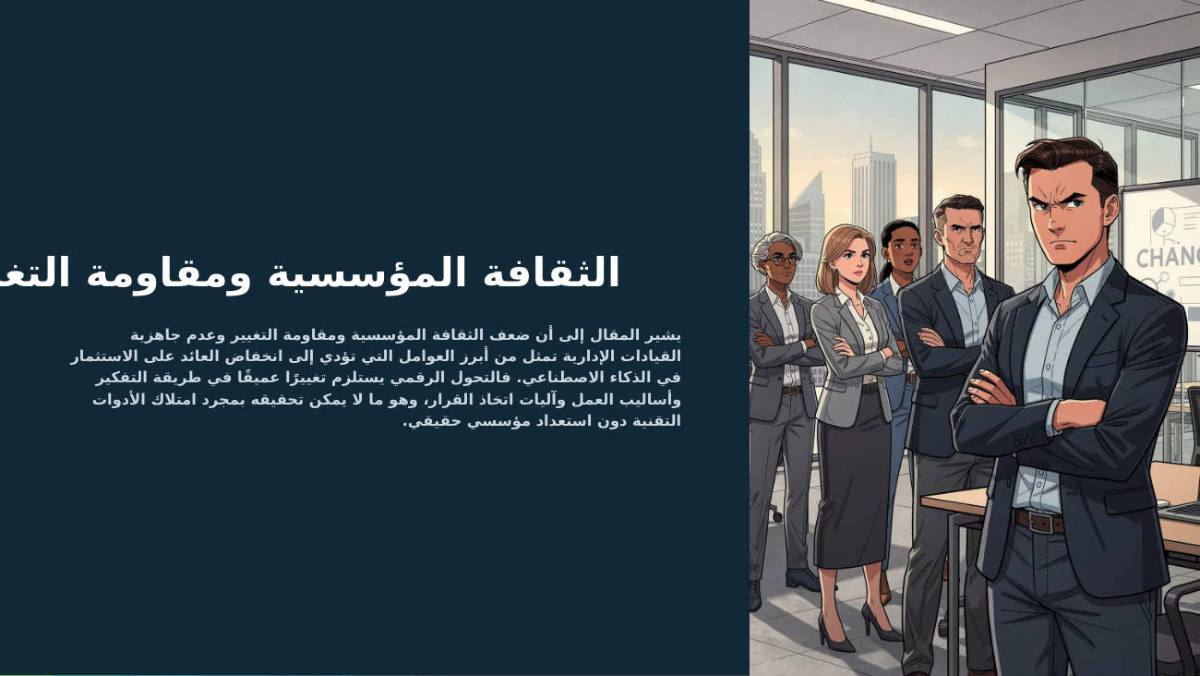 الثقافة المؤسسية ومقاومة
يشير المقال إلى أن ضعف الثقافة المؤسسية ومقاومة التغيير وعدم جاهزية
القيادات الإدارية تمثل من أبرز العوامل التي تؤدي إلى انخفاض العائد على الاستثمار
في الذكاء الاصطناعي. فالتحول الرقمي يستلزم تغييرًا عميقًا في طريقة التفكير
وأساليب العمل وآليات اتخاذ القرار، وهو ما لا يمكن تحقيقه بمجرد امتلاك الأدوات
التقنية دون استعداد مؤسسي حقيقي.